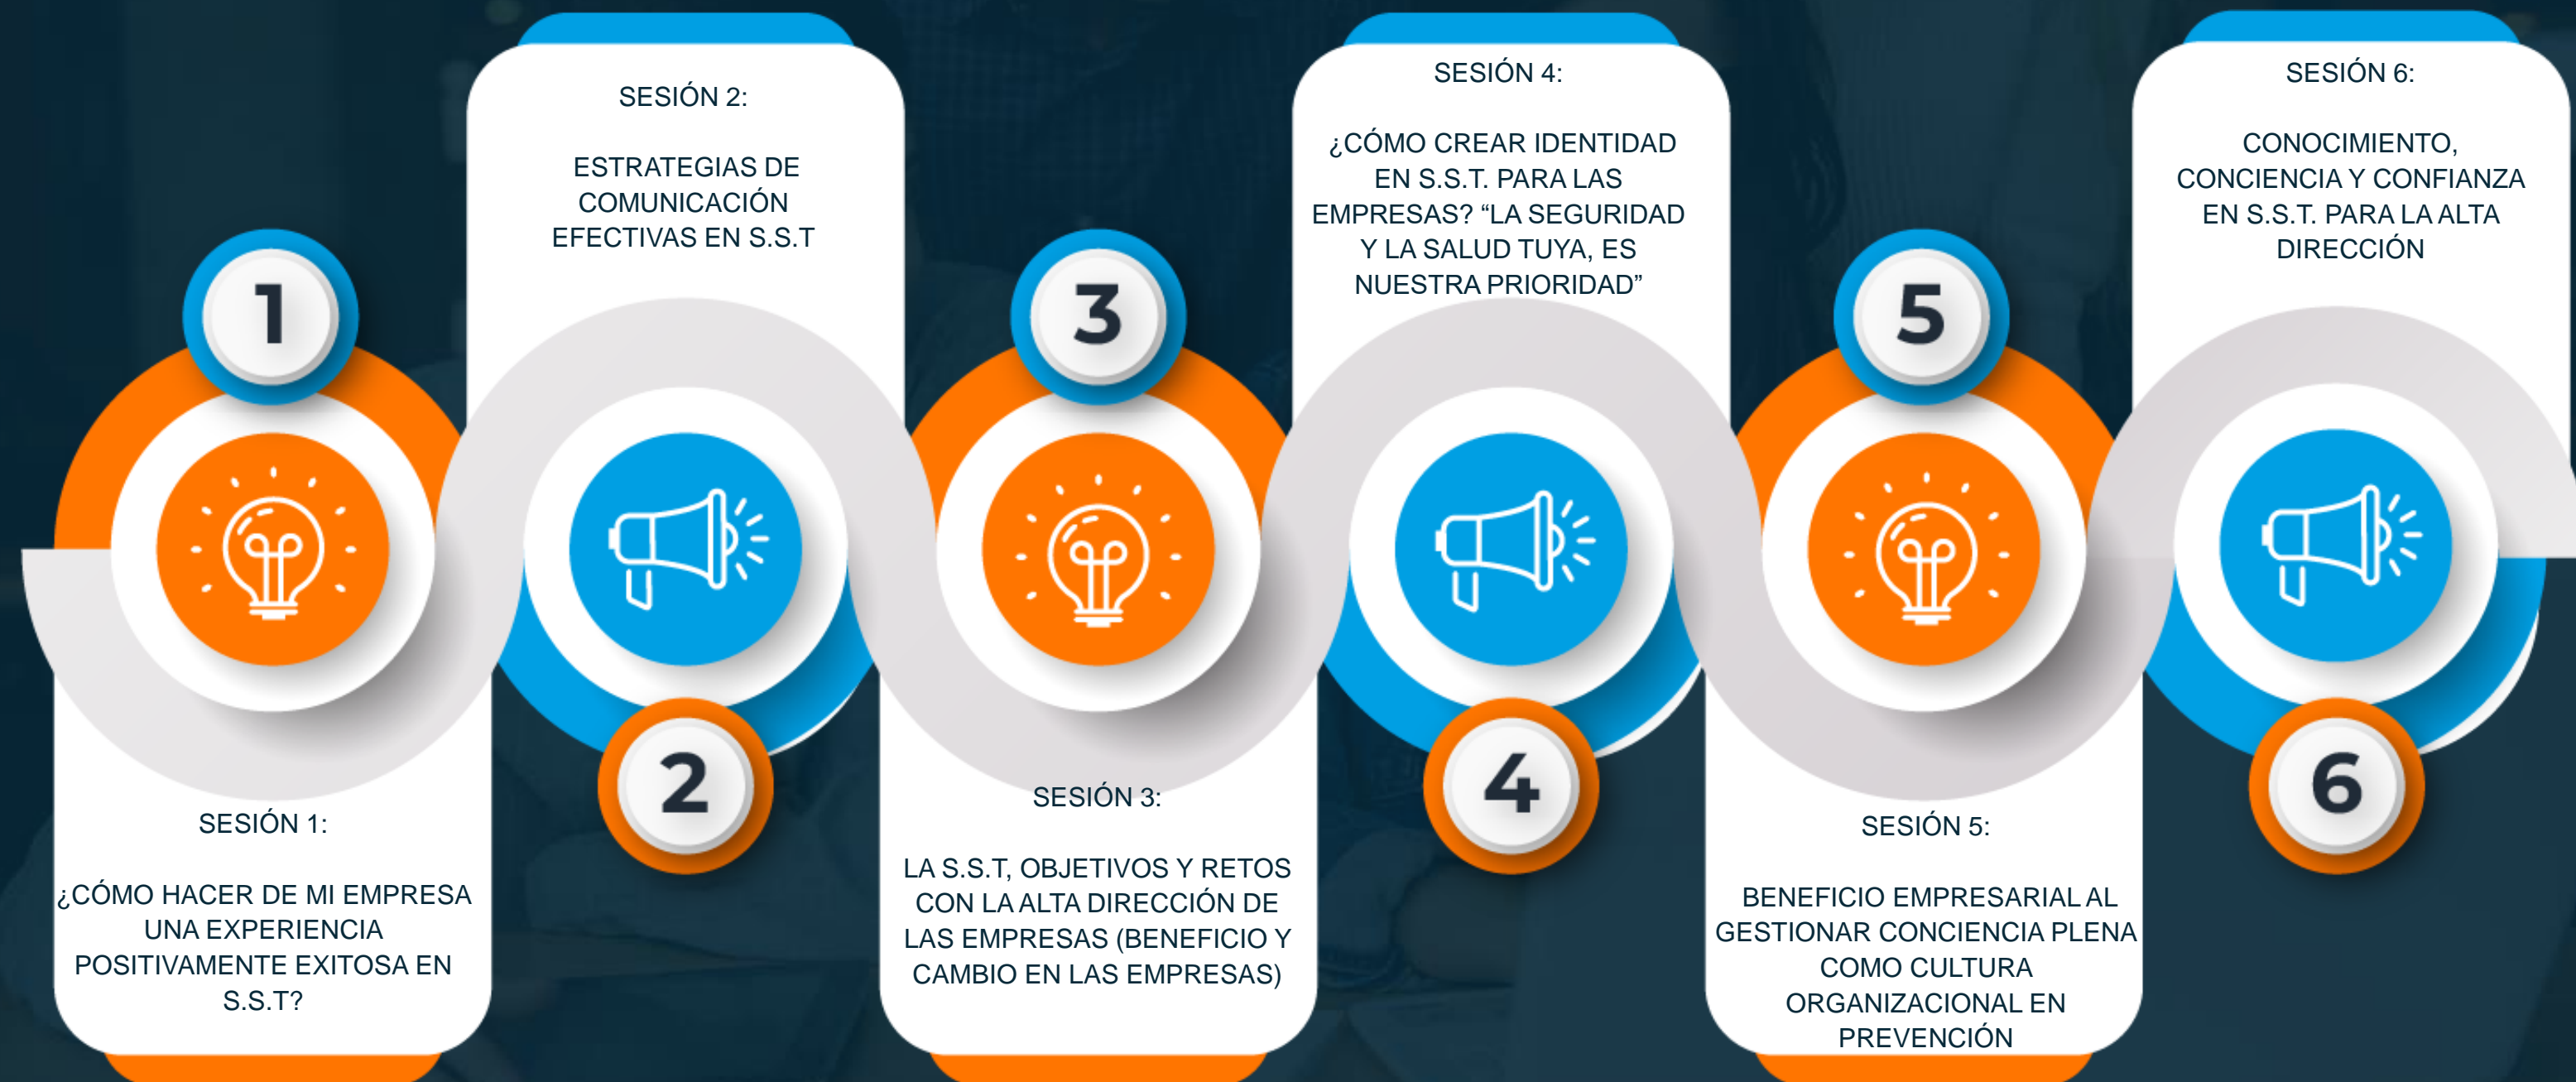 1
SESIÓN 1:
¿CÓMO HACER DE MI EMPRESA
UNA EXPERIENCIA
POSITIVAMENTE EXITOSA EN
S.S.T?
SESIÓN 2:
ESTRATEGIAS DE
COMUNICACIÓN
EFECTIVAS EN S.S.T
2
3
SESIÓN 3:
LA S.S.T, OBJETIVOS Y RETOS
CON LA ALTA DIRECCIÓN DE
LAS EMPRESAS (BENEFICIO Y
CAMBIO EN LAS EMPRESAS)
SESIÓN 4:
¿CÓMO CREAR IDENTIDAD
EN S.S.T. PARA LAS
EMPRESAS? “LA SEGURIDAD
Y LA SALUD TUYA, ES
NUESTRA PRIORIDAD”
4
5
SESIÓN 5:
BENEFICIO EMPRESARIAL AL
GESTIONAR CONCIENCIA PLENA
COMO CULTURA
ORGANIZACIONAL EN
PREVENCIÓN
SESIÓN 6:
CONOCIMIENTO,
CONCIENCIA Y CONFIANZA
EN S.S.T. PARA LA ALTA
DIRECCIÓN
6